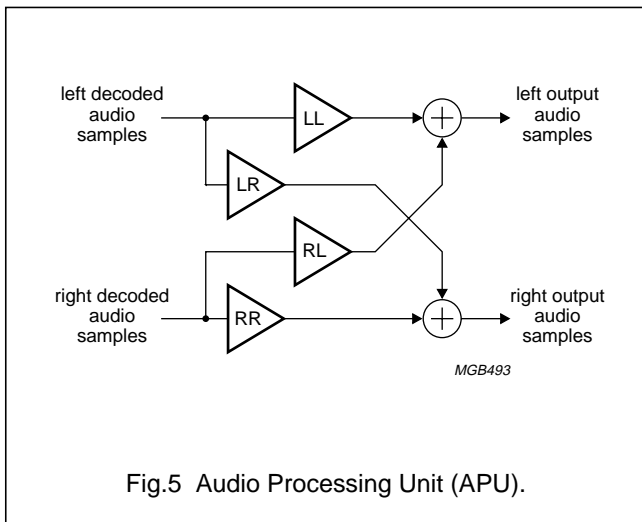 left decoded
audio
samples
LL
left output
audio
samples
LR
RL
right decoded
audio
samples
RR
right output
audio
samples
MGB493
Fig.5 Audio Processing Unit (APU).